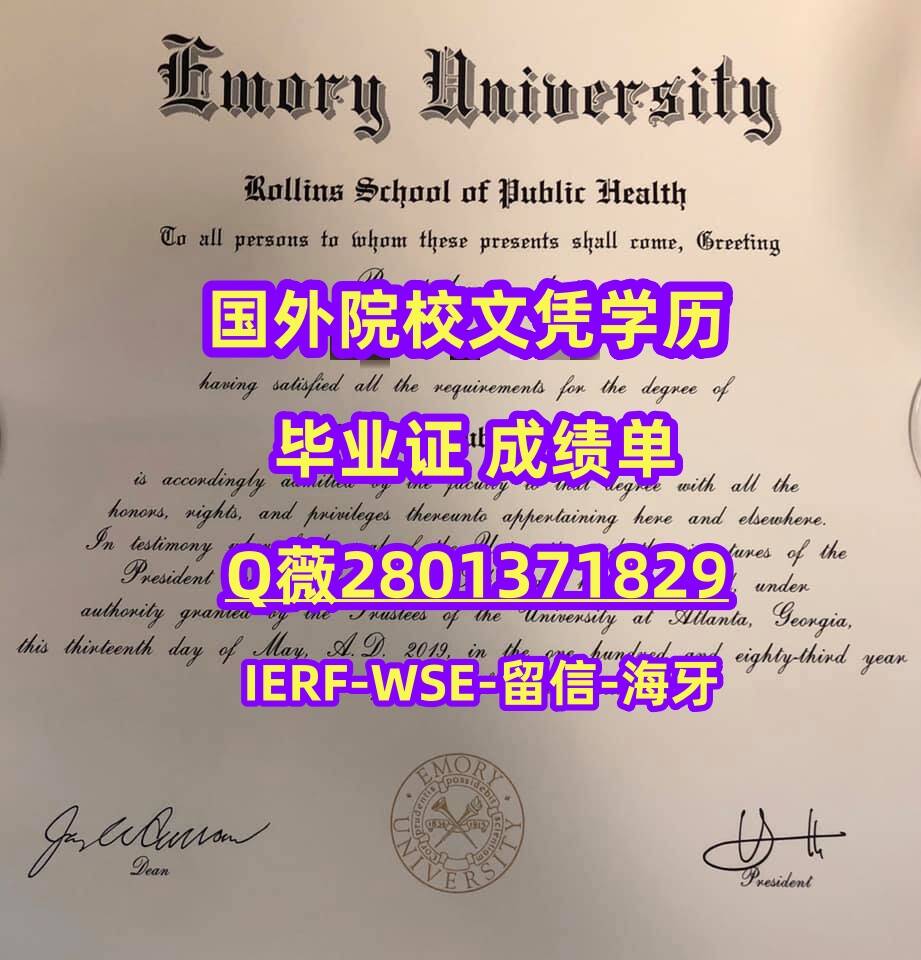 Emory University
Rollins School of Public Health
To all persons to whom these presents shall come, Greeting
国外院校文凭学历
having satisfied all the requirements for the degree of
毕业证 成绩单
is accordingly admitted by the faculty to that degree with all the
honors, rights, and privileges thereunto appertaining here and elsewhere.
In testimony of the
President under
Q薇2801371829
authority granted by the Trustees of the University at Atlanta, Georgia,
this thirteenth day of May, A.D. 2019, in the one hundred and eighty-third year
IERF-WSE-留信-海牙
EMORY UNIVERSITY
cor prudentis possidebit scientiam
1836 1915
Dean
President